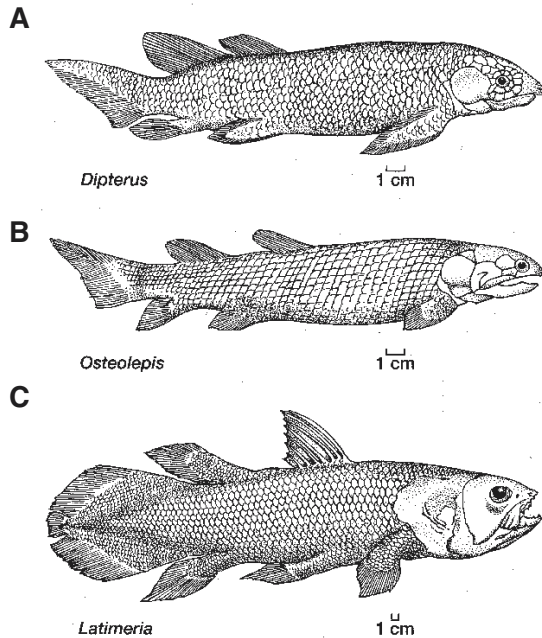 A
Dipterus
1 cm
B
Osteolepis
1 cm
C
Latimeria
1 cm